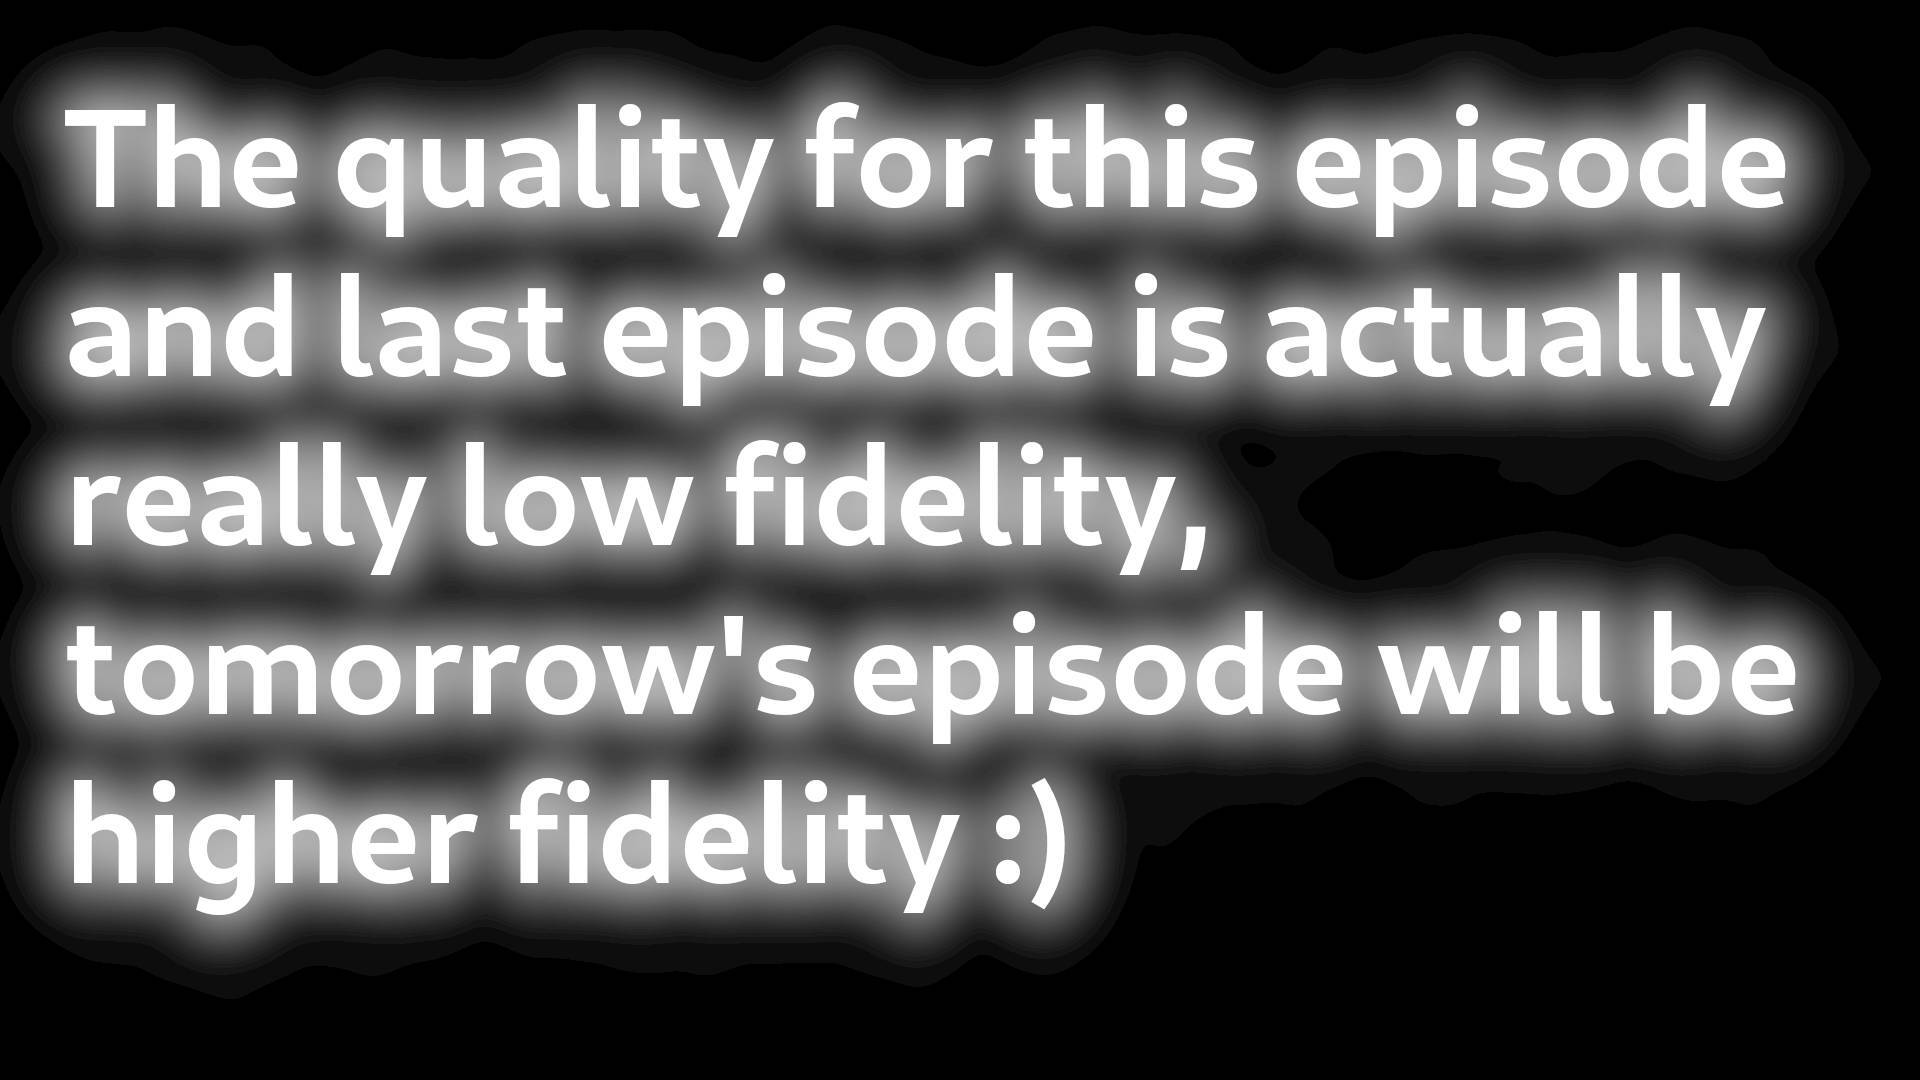 The quality for this episode
and last episode is actually
really low fidelity,
tomorrow's episode will be
higher fidelity :)